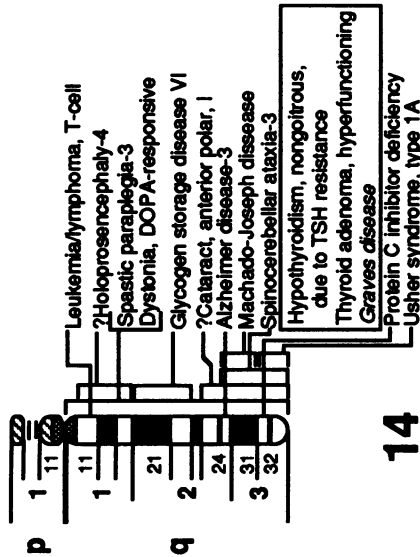 p
q
1
11
11
1
21
2
24
31
3
32
Leukemia/lymphoma, T-cell
?Holoprosencephaly-4
Spastic paraplegia-3
Dystonia, DOPA-responsive
Glycogen storage disease VI
?Cataract, anterior polar, I
Alzheimer disease-3
Machado-Joseph disease
Spinocerebellar ataxia-3
Hypothyroidism, nongoitrous,
due to TSH resistance
Thyroid adenoma, hyperfunctioning
Graves disease
Protein C inhibitor deficiency
Usher syndrome, type 1A
14